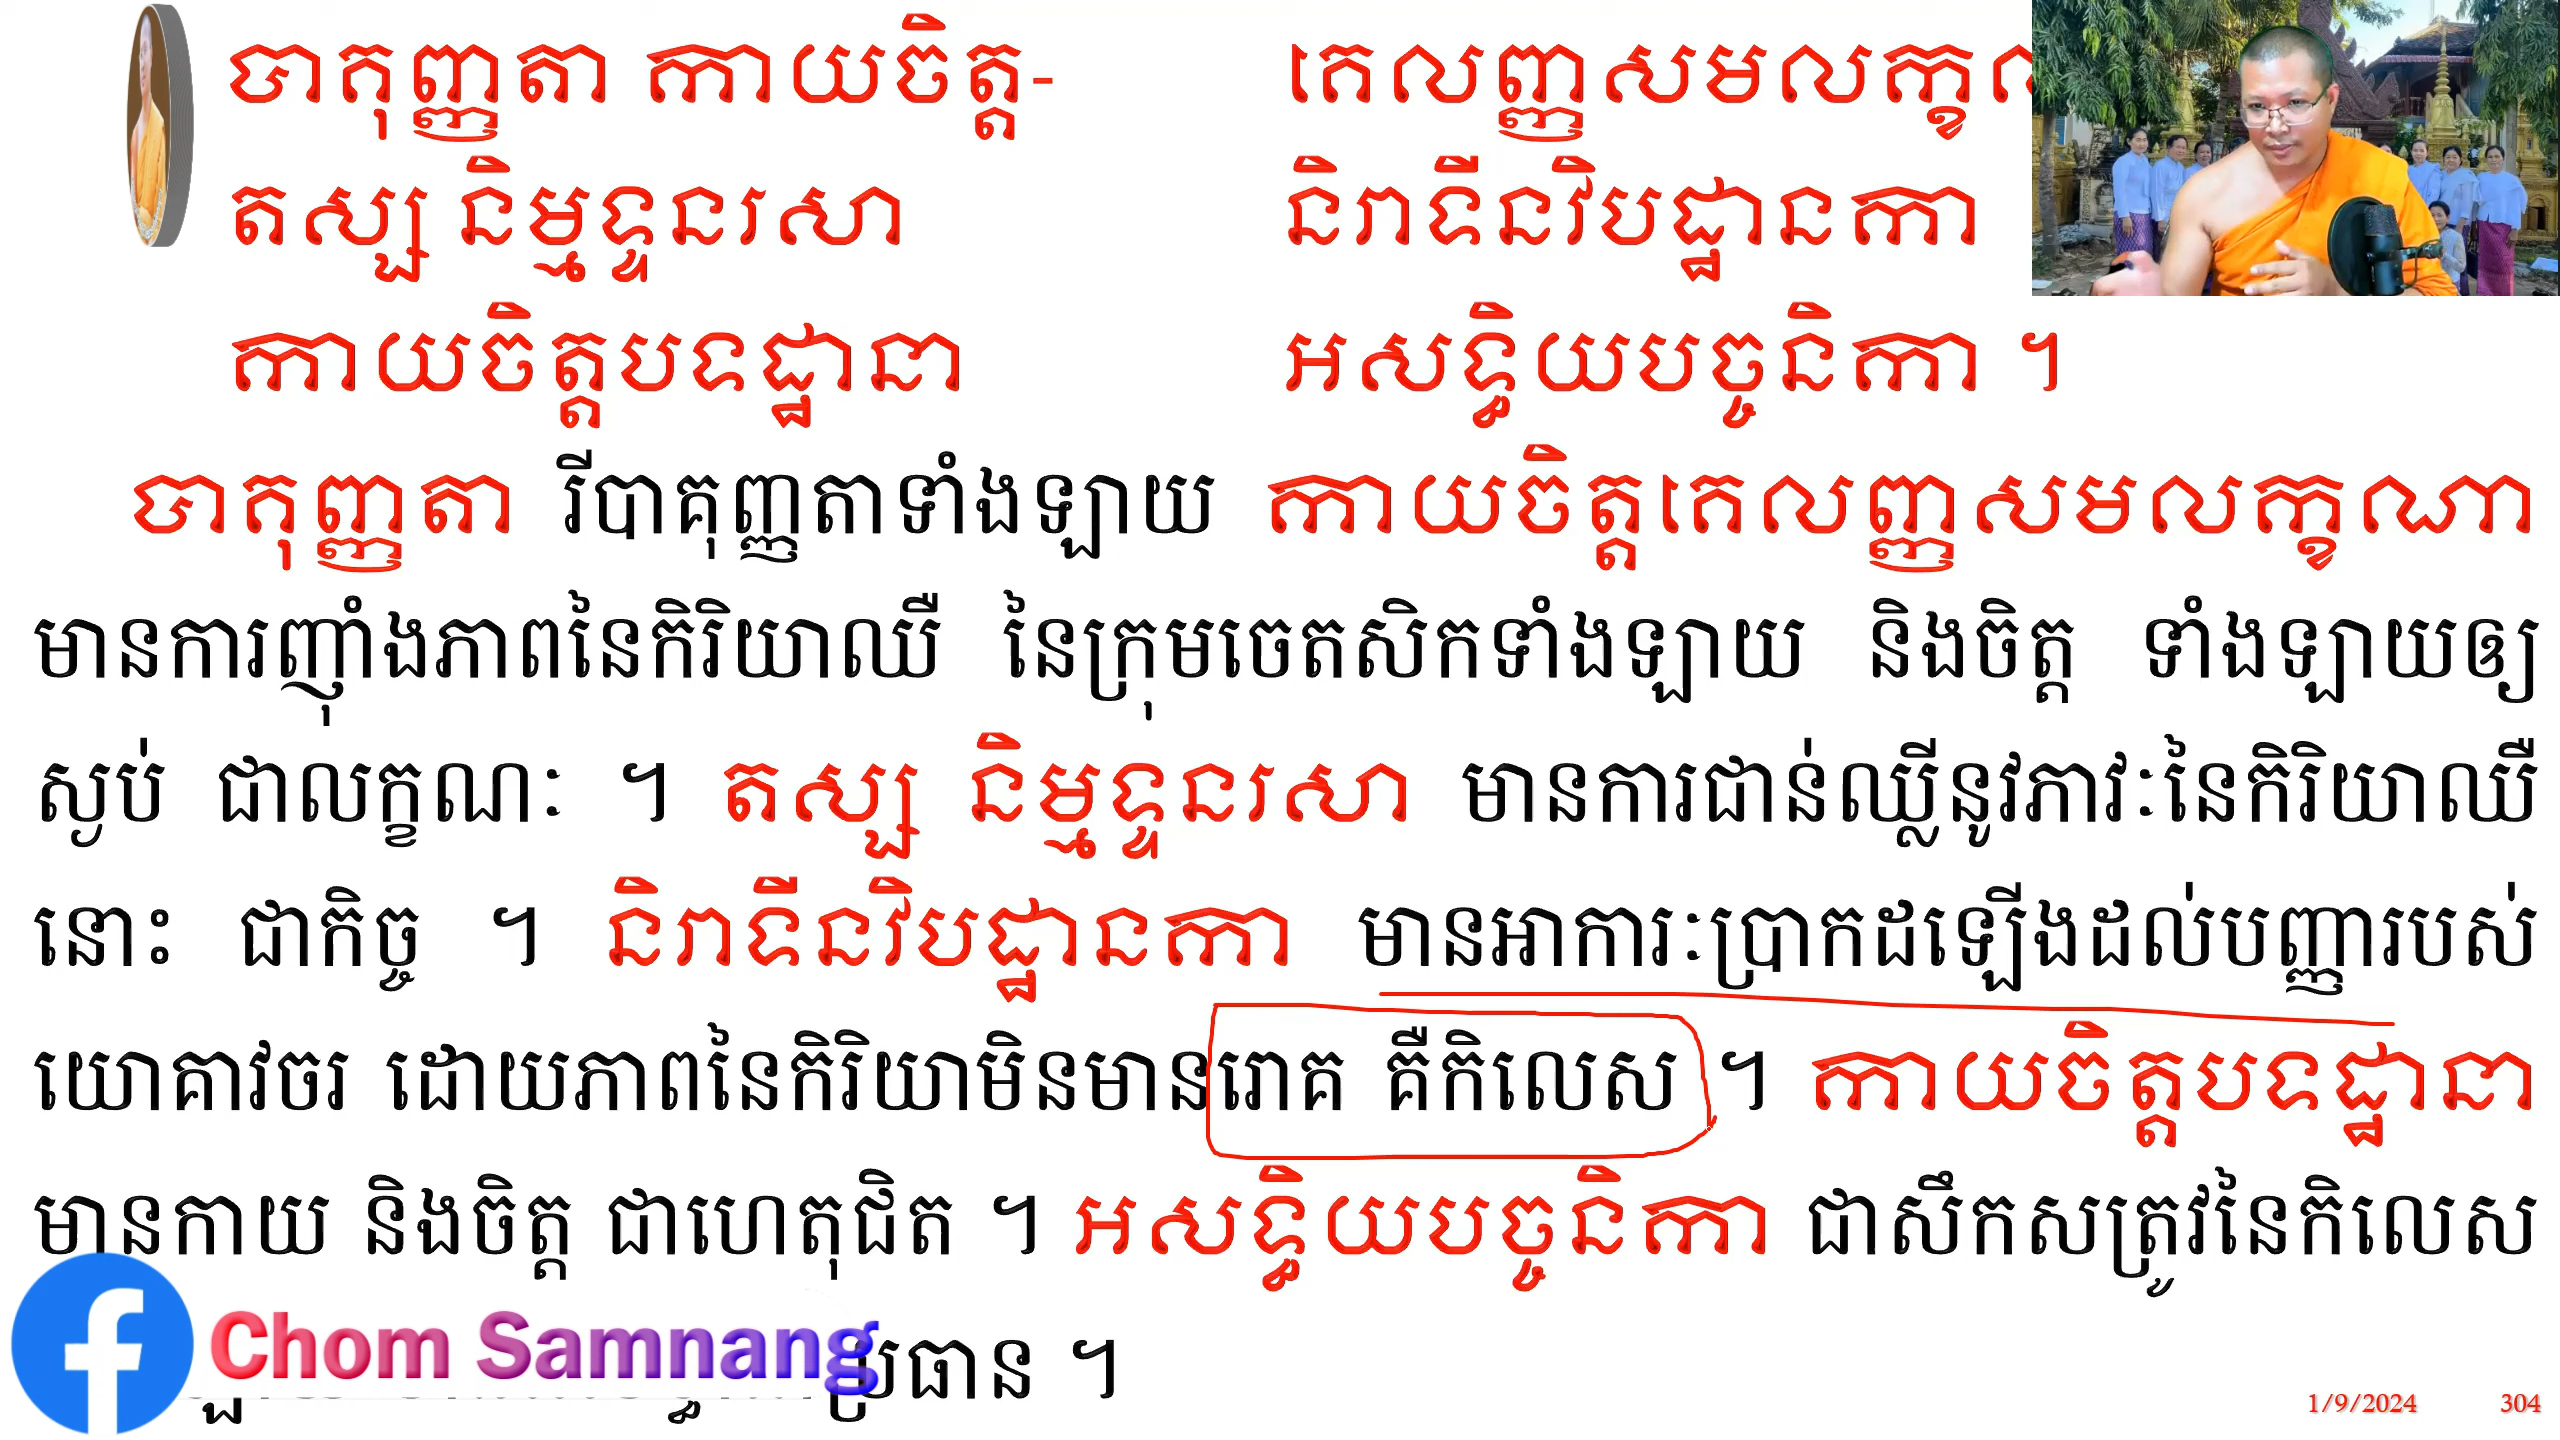 បាគុញ្ញតា កាយចិត្ត- គេលញ្ញសមលក្ខ
តស្ស និម្មទ្ទនរសា និរាទីនវិបដ្ឋានកា
កាយចិត្តបទដ្ឋានា អសទ្ធិយបច្ចនិកា ។
បាគុញ្ញតា រីបាគុញ្ញតាទាំងឡាយ កាយចិត្តគេលញ្ញសមលក្ខណា
មានការញ៉ាំងភាពនៃកិរិយាឈឺ នៃក្រុមចេតសិកទាំងឡាយ និងចិត្ត ទាំងឡាយឲ្យ
ស្ងប់ ជាលក្ខណៈ ។ តស្ស និម្មទ្ទនរសា មានការជាន់ឈ្លីនូវភាវៈនៃកិរិយាឈឺ
នោះ ជាកិច្ច ។ និរាទីនវិបដ្ឋានកា មានអាការៈប្រាកដឡើងដល់បញ្ញារបស់
យោគាវចរ ដោយភាពនៃកិរិយាមិនមានរោគ គឺកិលេស ។ កាយចិត្តបទដ្ឋានា
មានកាយ និងចិត្ត ជាហេតុជិត ។ អសទ្ធិយបច្ចនិកា ជាសឹកសត្រូវនៃកិលេស
ប្រធាន ។
Chom Samnang
1/9/2024 304